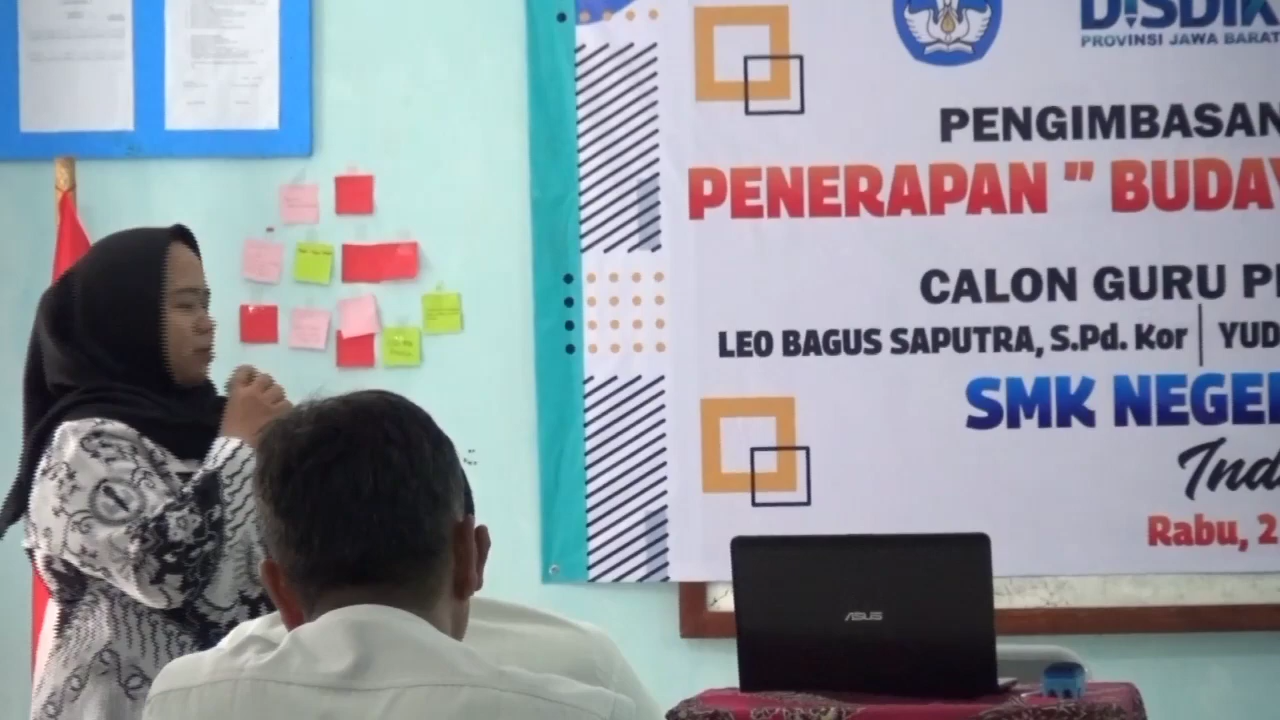 DISDIK
PROVINSI JAWA BARAT
PENGIMBASAN
PENERAPAN " BUDAY
CALON GURU P
LEO BAGUS SAPUTRA, S.Pd. Kor | YUD
SMK NEGE
Ind
Rabu, 2
ASUS